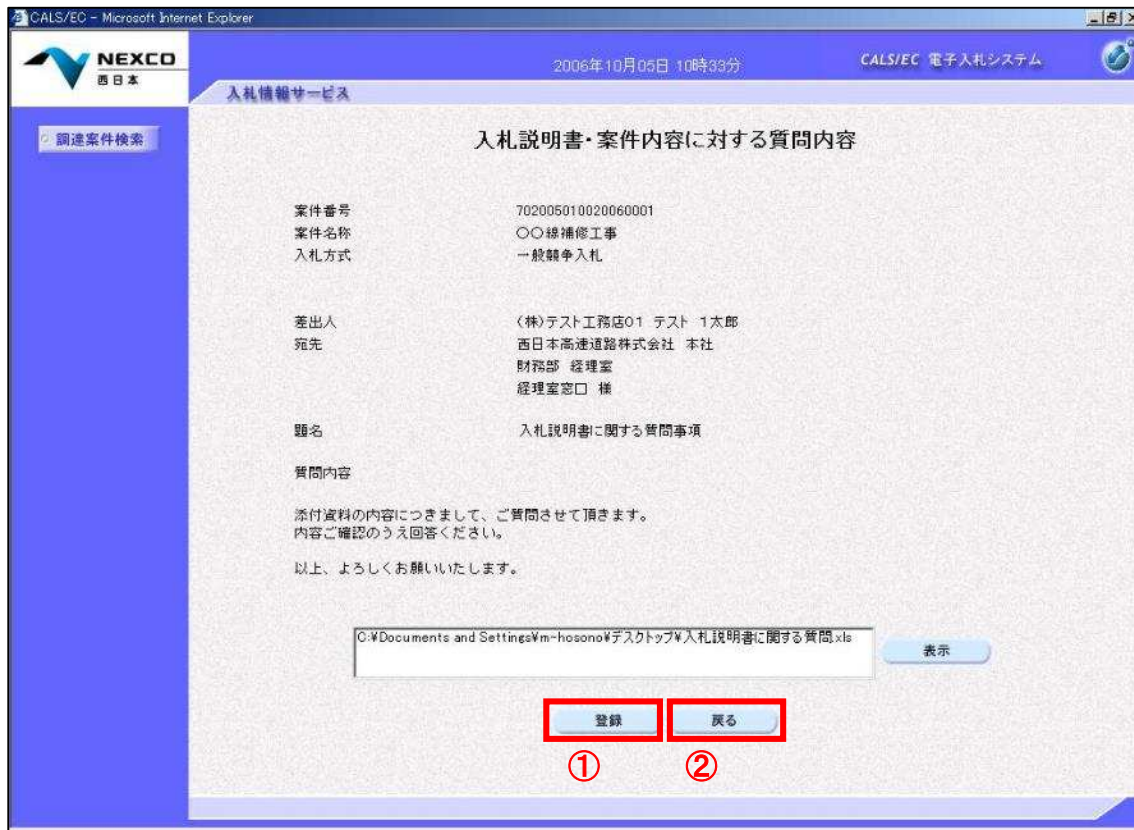 CALS/EC - Microsoft Internet Explorer
NEXCO
西日本
2006年10月05日 10時33分
CALS/EC 電子入札システム
入札情報サービス
調達案件検索
入札説明書・案件内容に対する質問内容
案件番号 702005010020060001
案件名称 〇〇線補修工事
入札方式 一般競争入札
差出人 (株)テスト工務店01 テスト 1太郎
宛先 西日本高速道路株式会社 本社
財務部 経理室
経理室窓口 様
題名 入札説明書に関する質問事項
質問内容
添付資料の内容につきまして、ご質問させて頂きます。
内容ご確認のうえ回答ください。
以上、よろしくお願いいたします。
C:¥Documents and Settings¥m-hosono¥デスクトップ¥入札説明書に関する質問.xls
表示
登録 戻る
① ②